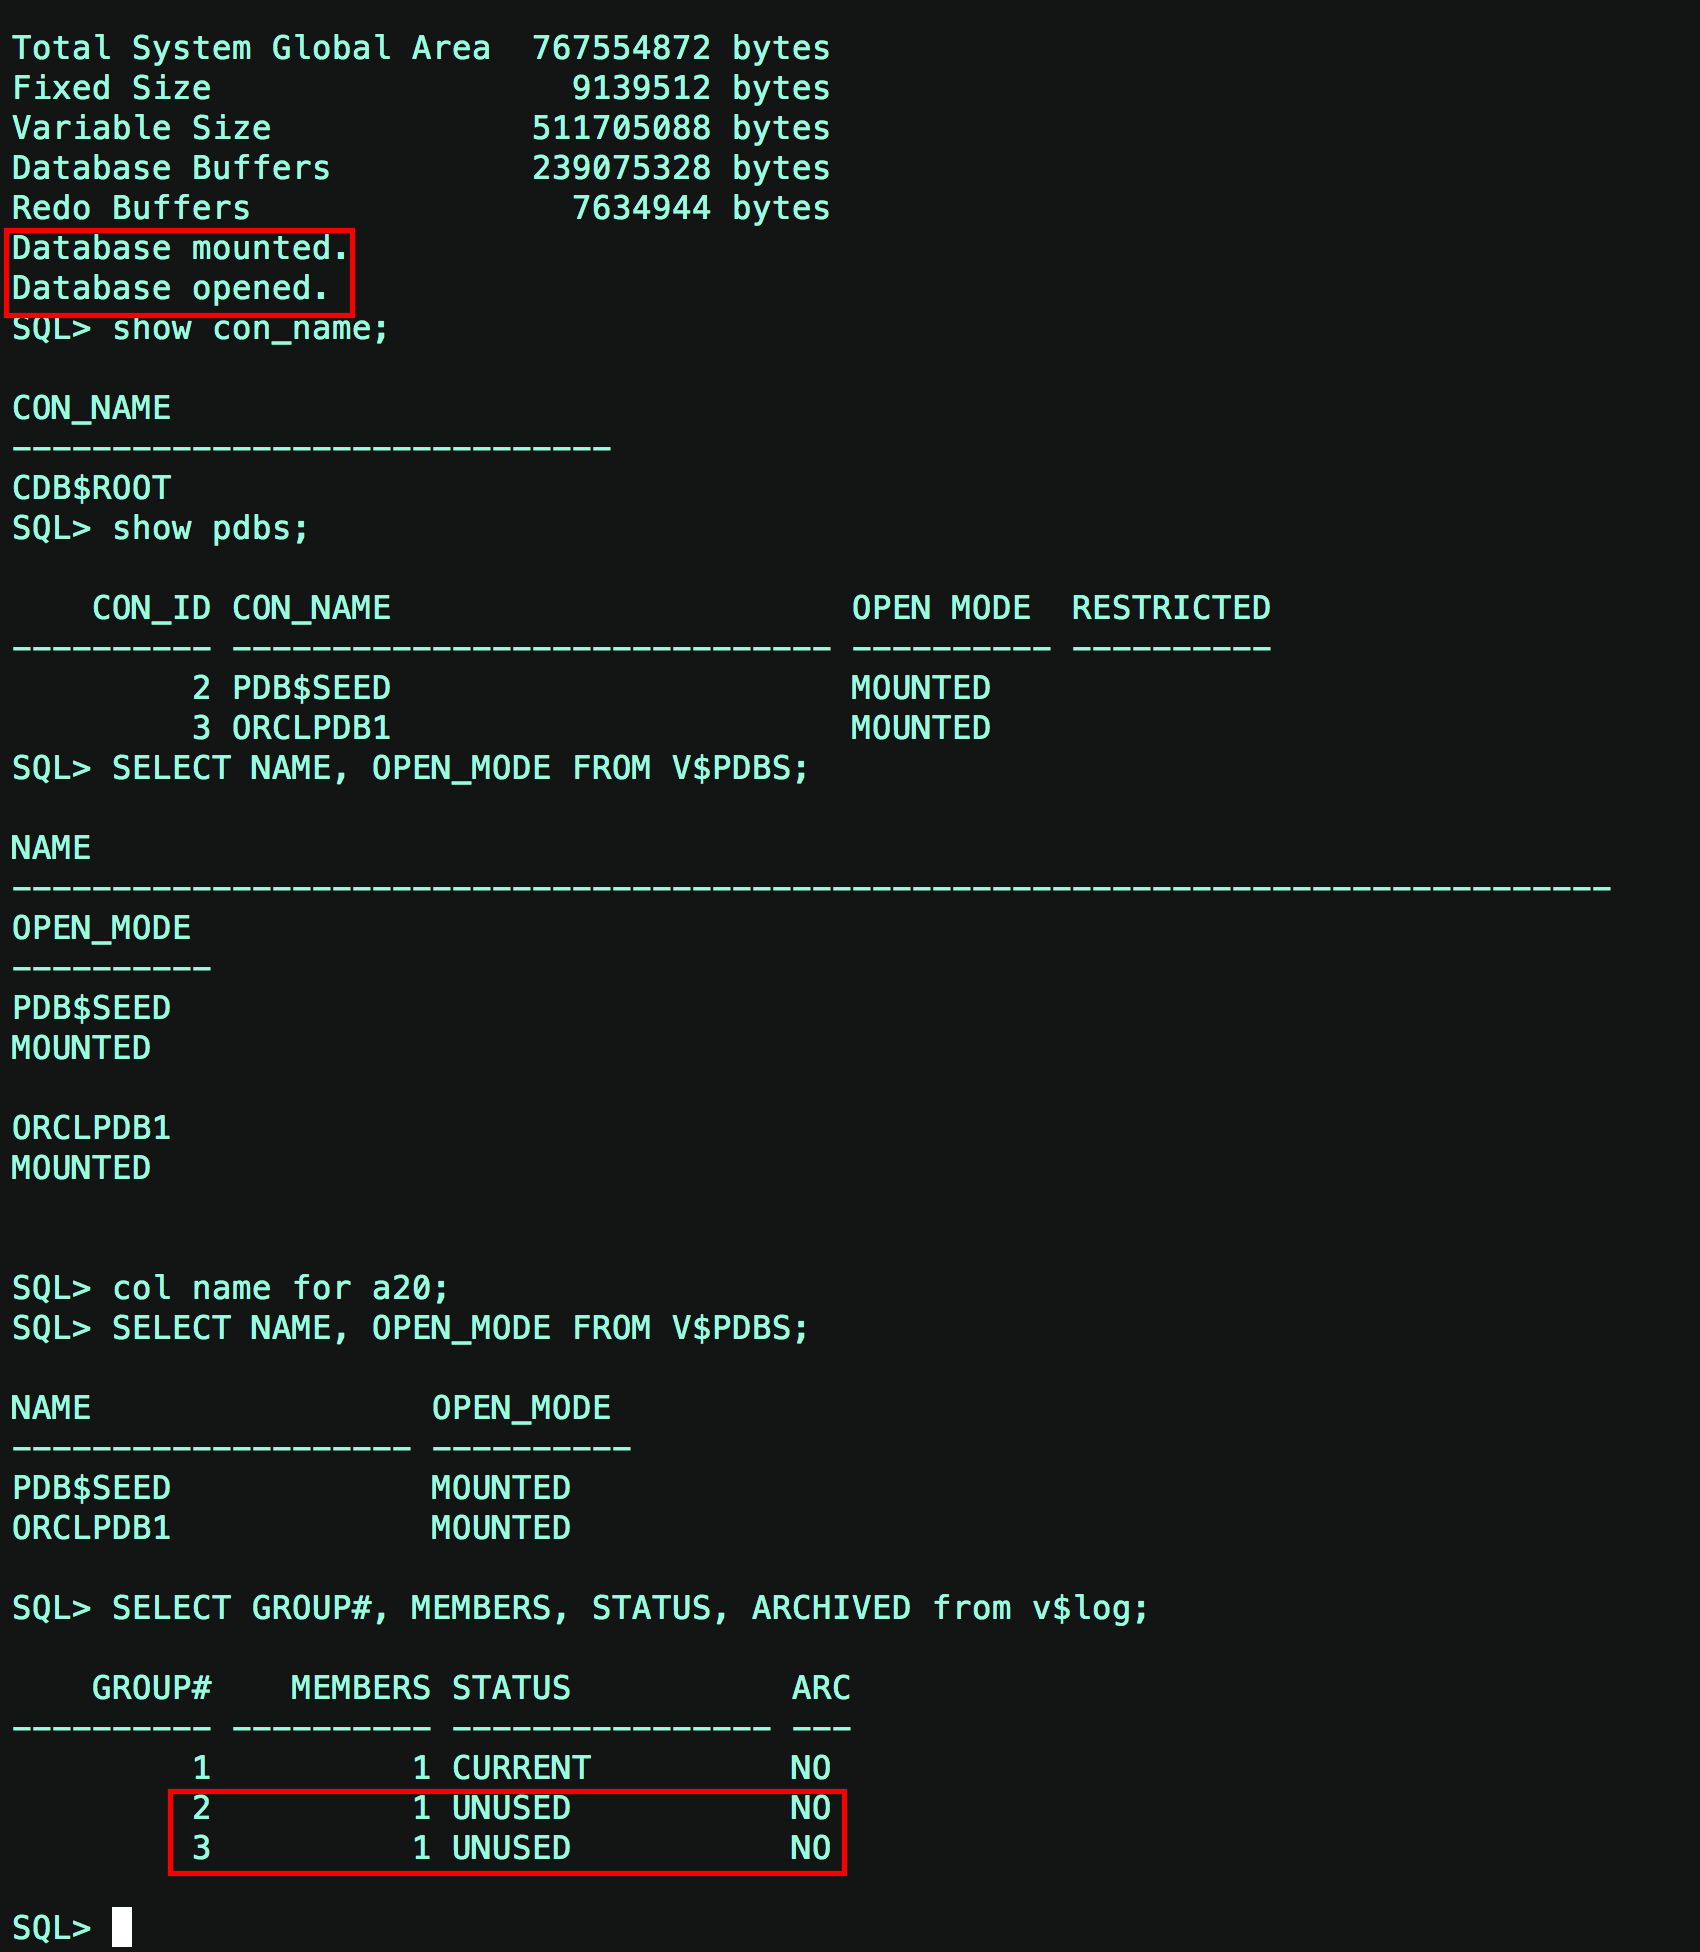 Total System Global Area  767554872 bytes
Fixed Size                  9139512 bytes
Variable Size             511705088 bytes
Database Buffers          239075328 bytes
Redo Buffers                7634944 bytes
Database mounted.
Database opened.
SQL> show con_name;

CON_NAME
------------------------------
CDB$ROOT
SQL> show pdbs;

    CON_ID CON_NAME                       OPEN MODE  RESTRICTED
---------- ------------------------------ ---------- ----------
         2 PDB$SEED                       MOUNTED
         3 ORCLPDB1                       MOUNTED
SQL> SELECT NAME, OPEN_MODE FROM V$PDBS;

NAME
--------------------------------------------------------------------------------
OPEN_MODE
----------
PDB$SEED
MOUNTED

ORCLPDB1
MOUNTED


SQL> col name for a20;
SQL> SELECT NAME, OPEN_MODE FROM V$PDBS;

NAME                 OPEN_MODE
-------------------- ----------
PDB$SEED             MOUNTED
ORCLPDB1             MOUNTED

SQL> SELECT GROUP#, MEMBERS, STATUS, ARCHIVED from v$log;

    GROUP#    MEMBERS STATUS           ARC
---------- ---------- ---------------- ---
         1          1 CURRENT          NO
         2          1 UNUSED           NO
         3          1 UNUSED           NO

SQL>